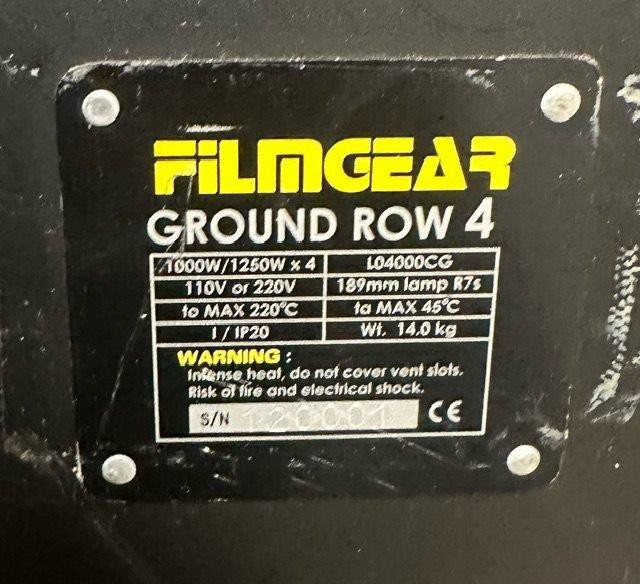 FILMGEAR
GROUND ROW 4
1000W/1250W x 4 L04000CG
110V or 220V 189mm lamp R7s
to MAX 220°C ta MAX 45°C
I / IP20 Wt. 14.0 kg
WARNING :
Intense heat, do not cover vent slots.
Risk of fire and electrical shock.
S/N 120001 CE